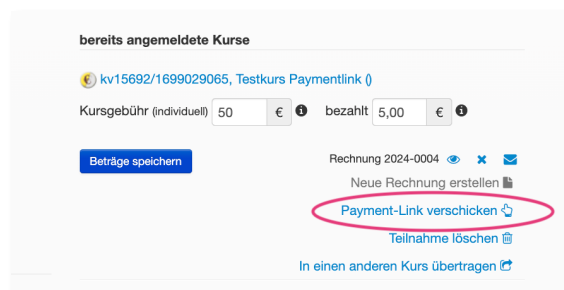 bereits angemeldete Kurse
kv15692/1699029065, Testkurs Paymentlink ()
Kursgebühr (individuell) 50 € bezahlt 5,00 €
Beträge speichern Rechnung 2024-0004
Neue Rechnung erstellen
Payment-Link verschicken
Teilnahme löschen
In einen anderen Kurs übertragen